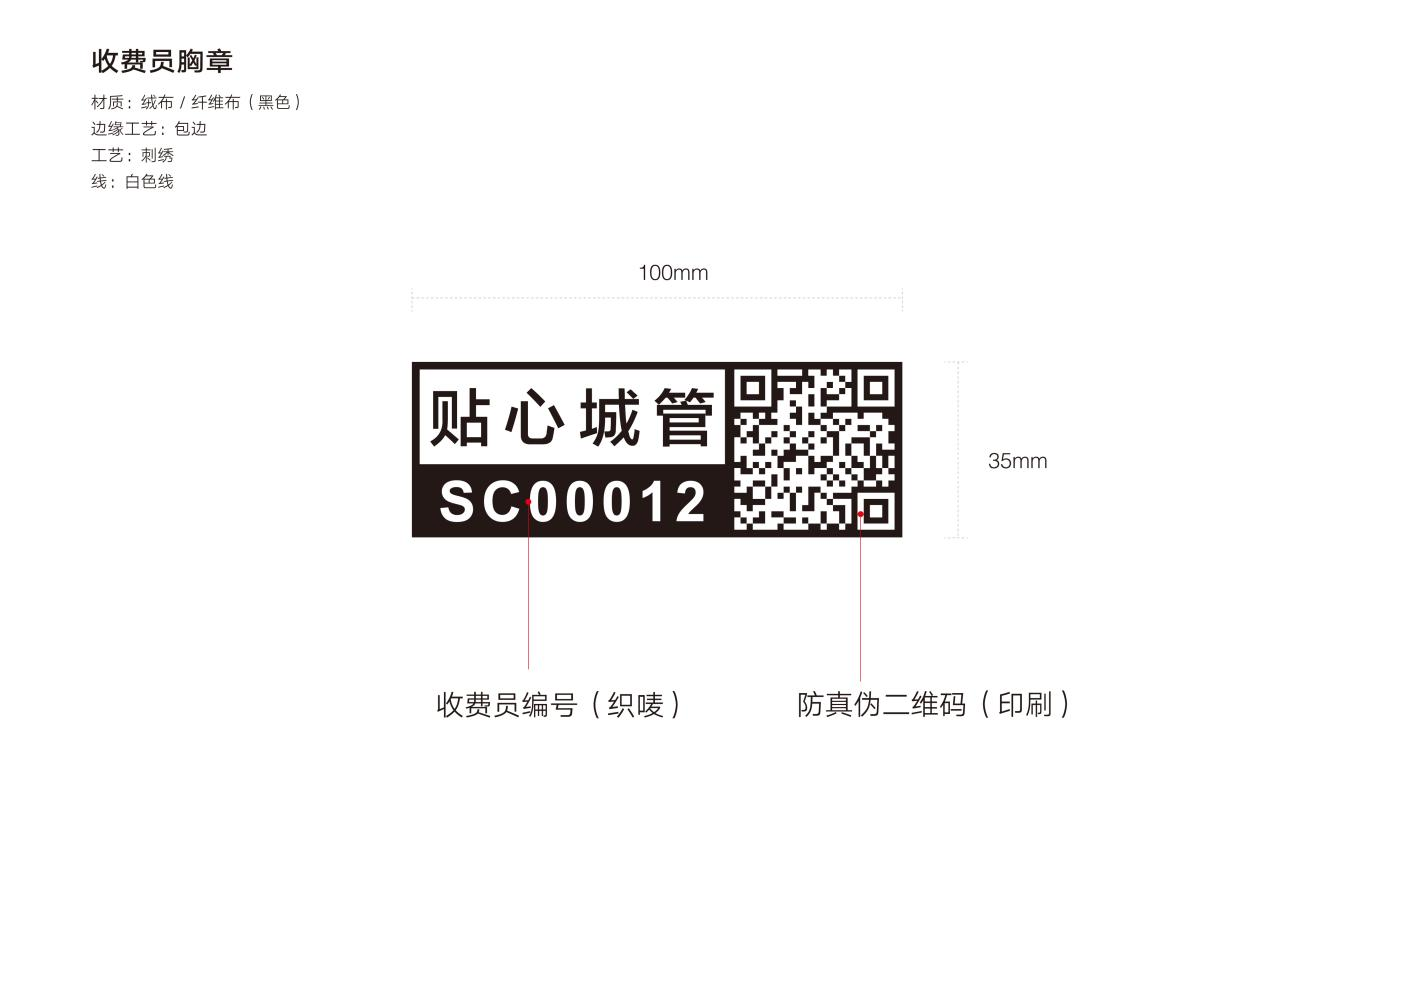 收费员胸章
材质：绒布 / 纤维布（黑色）
边缘工艺：包边
工艺：刺绣
线：白色线
100mm
贴心城管
SC00012
35mm
收费员编号（织唛）
防真伪二维码（印刷）